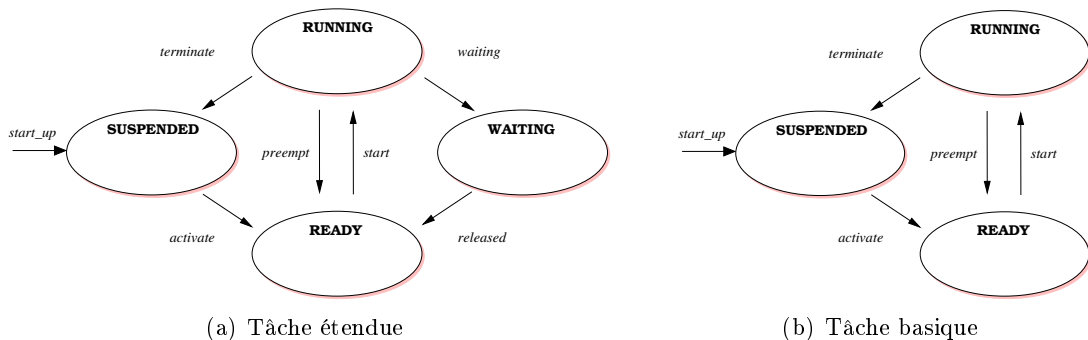 RUNNING
terminate
waiting
SUSPENDED
start_up
WAITING
preempt
start
READY
activate
released
(a) Tâche étendue
RUNNING
terminate
SUSPENDED
start_up
preempt
start
READY
activate
(b) Tâche basique